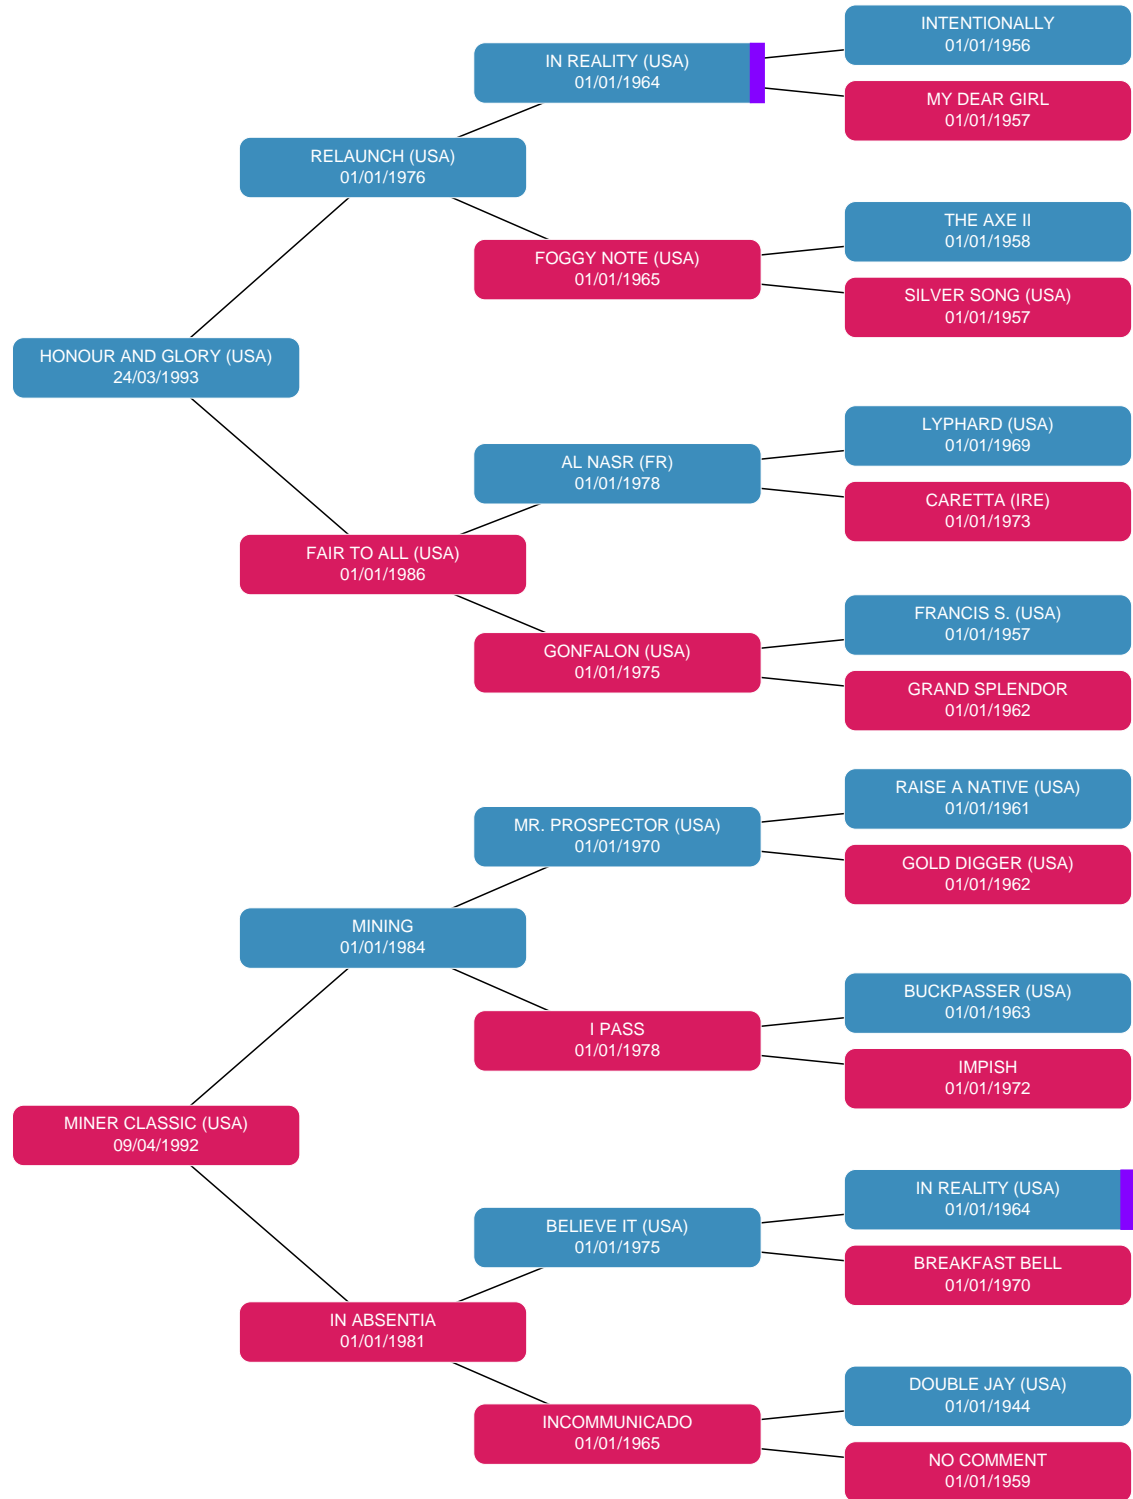 INTENTIONALLY
01/01/1956
IN REALITY (USA)
01/01/1964
MY DEAR GIRL
01/01/1957
RELAUNCH (USA)
01/01/1976
THE AXE II
01/01/1958
FOGGY NOTE (USA)
01/01/1965
SILVER SONG (USA)
01/01/1957
HONOUR AND GLORY (USA)
24/03/1993
LYPHARD (USA)
01/01/1969
AL NASR (FR)
01/01/1978
CARETTA (IRE)
01/01/1973
FAIR TO ALL (USA)
01/01/1986
FRANCIS S. (USA)
01/01/1957
GONFALON (USA)
01/01/1975
GRAND SPLENDOR
01/01/1962
RAISE A NATIVE (USA)
01/01/1961
MR. PROSPECTOR (USA)
01/01/1970
GOLD DIGGER (USA)
01/01/1962
MINING
01/01/1984
BUCKPASSER (USA)
01/01/1963
I PASS
01/01/1978
IMPISH
01/01/1972
MINER CLASSIC (USA)
09/04/1992
IN REALITY (USA)
01/01/1964
BELIEVE IT (USA)
01/01/1975
BREAKFAST BELL
01/01/1970
IN ABSENTIA
01/01/1981
DOUBLE JAY (USA)
01/01/1944
INCOMMUNICADO
01/01/1965
NO COMMENT
01/01/1959